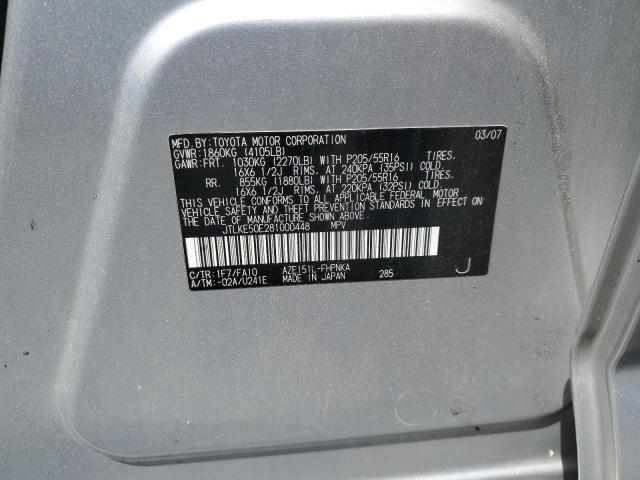 MFD.BY:TOYOTA MOTOR CORPORATION 03/07
GVWR:1860KG (4105LB)
GAWR:FRT. 1030KG (2270LB) WITH P205/55R16 TIRES.
16X6 1/2J RIMS, AT 240KPA (35PSI) COLD.
RR. 855KG (1880LB) WITH P205/55R16 TIRES.
16X6 1/2J RIMS, AT 220KPA (32PSI) COLD.
THIS VEHICLE CONFORMS TO ALL APPLICABLE FEDERAL MOTOR
VEHICLE SAFETY AND THEFT PREVENTION STANDARDS IN EFFECT ON
THE DATE OF MANUFACTURE SHOWN ABOVE.
JTLKE50E281000448 MPV
C/TR:1F7/FA10 AZE151L-FHPNKA
A/TM:-02A/U241E MADE IN JAPAN 285 J